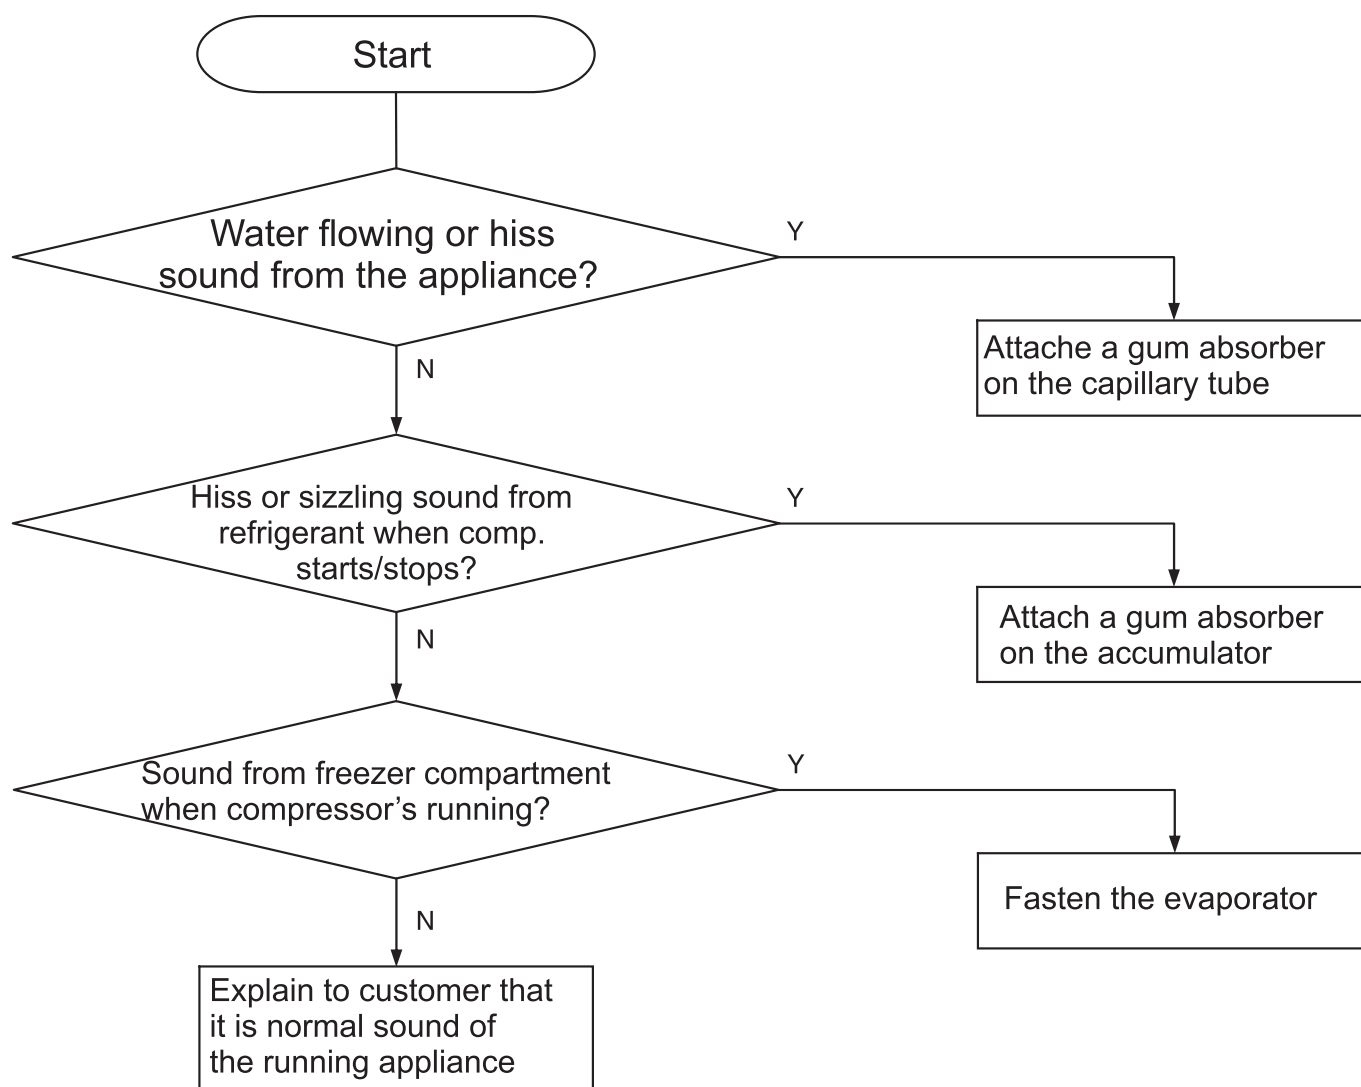 Start
Water flowing or hiss
sound from the appliance?
Y
Attache a gum absorber
on the capillary tube
N
Hiss or sizzling sound from
refrigerant when comp.
starts/stops?
Y
Attach a gum absorber
on the accumulator
N
Sound from freezer compartment
when compressor’s running?
Y
Fasten the evaporator
N
Explain to customer that
it is normal sound of
the running appliance